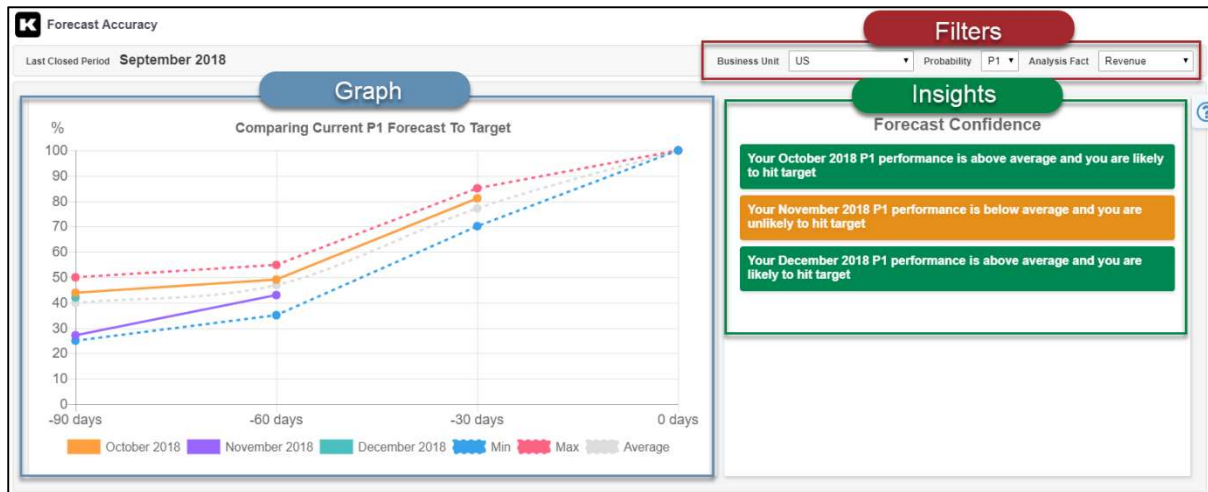 K Forecast Accuracy
Filters
Last Closed Period September 2018
Business Unit US Probability P1 Analysis Fact Revenue
Graph
Insights
% Comparing Current P1 Forecast To Target
100
90
80
70
60
50
40
30
20
10
0
-90 days -60 days -30 days 0 days
October 2018 November 2018 December 2018 Min Max Average
Forecast Confidence
Your October 2018 P1 performance is above average and you are likely
to hit target
Your November 2018 P1 performance is below average and you are
unlikely to hit target
Your December 2018 P1 performance is above average and you are
likely to hit target
?